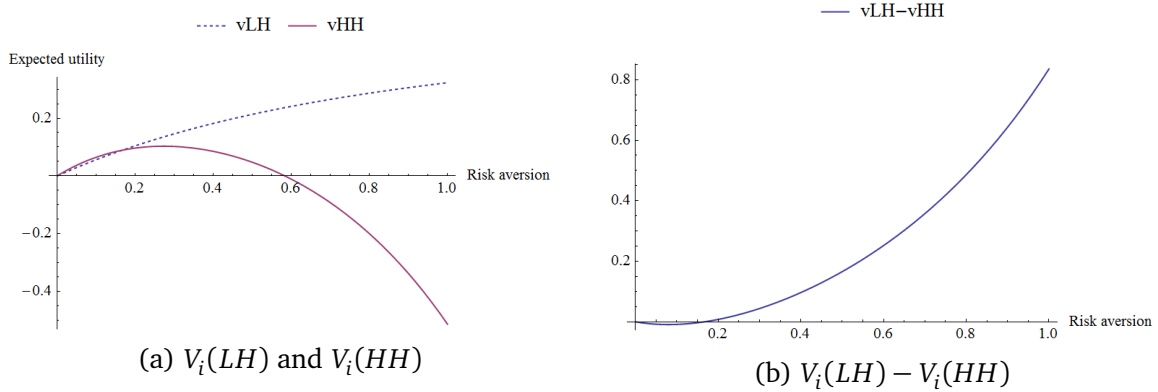 vLH vHH
Expected utility
0.2
−0.2
−0.4
0.2 0.4 0.6 0.8 1.0
Risk aversion
(a) V_i(LH) and V_i(HH)
vLH−vHH
0.8
0.6
0.4
0.2
0.2 0.4 0.6 0.8 1.0
Risk aversion
(b) V_i(LH) − V_i(HH)